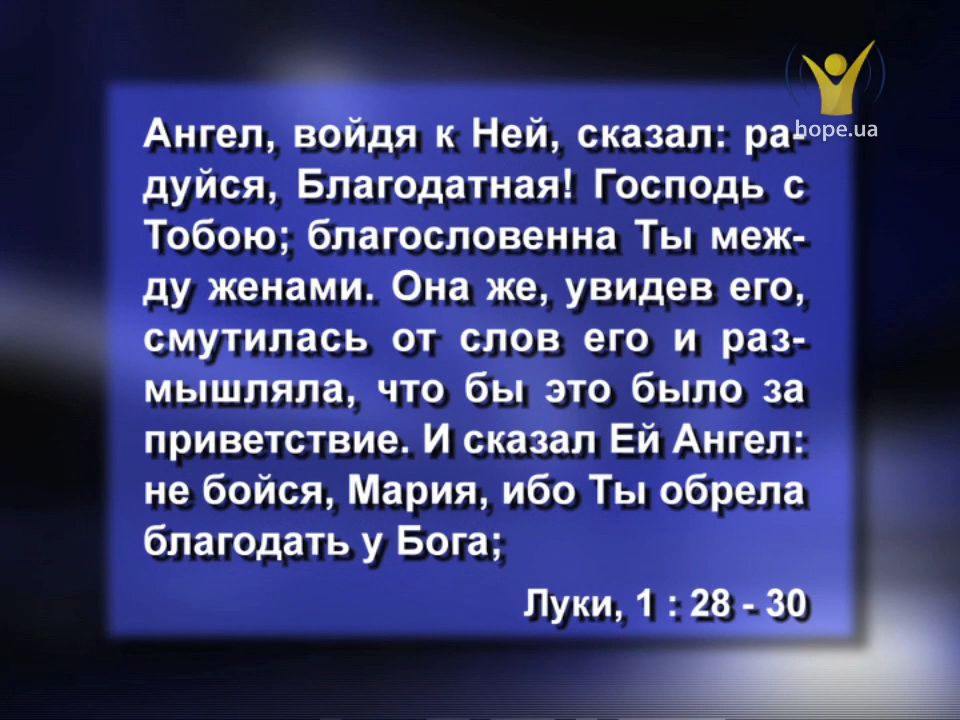 hope.ua
Ангел, войдя к Ней, сказал: ра-
дуйся, Благодатная! Господь с
Тобою; благословенна Ты меж-
ду женами. Она же, увидев его,
смутилась от слов его и раз-
мышляла, что бы это было за
приветствие. И сказал Ей Ангел:
не бойся, Мария, ибо Ты обрела
благодать у Бога;
Луки, 1 : 28 - 30